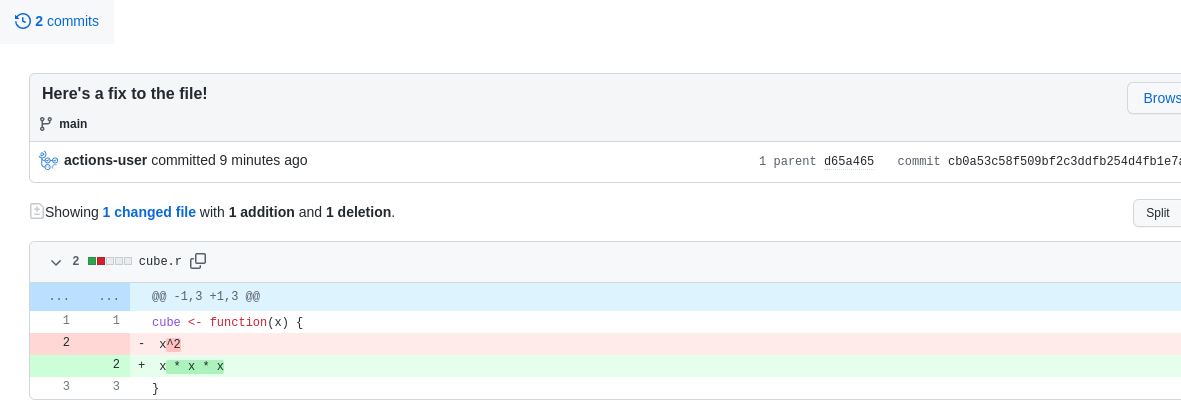 2 commits
Here's a fix to the file!
Brows
main
actions-user committed 9 minutes ago 1 parent d65a465 commit cb0a53c58f509bf2c3ddfb254d4fb1e7a
Showing 1 changed file with 1 addition and 1 deletion.
Split
2 cube.r
... ... @@ -1,3 +1,3 @@
1 1 cube <- function(x) {
2 - x^2
2 + x * x * x
3 3 }